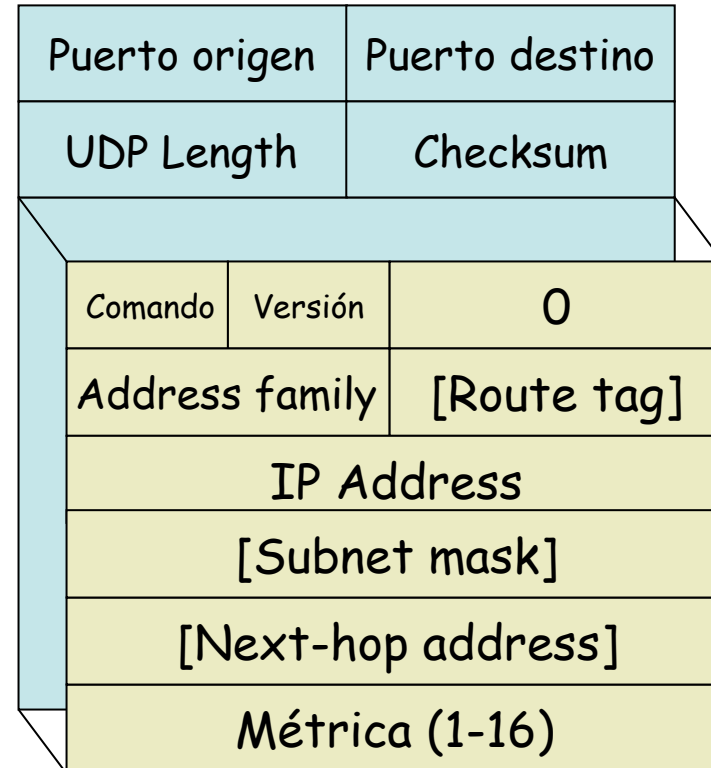 Puerto origen Puerto destino
UDP Length Checksum
Comando Versión 0
Address family [Route tag]
IP Address
[Subnet mask]
[Next-hop address]
Métrica (1-16)